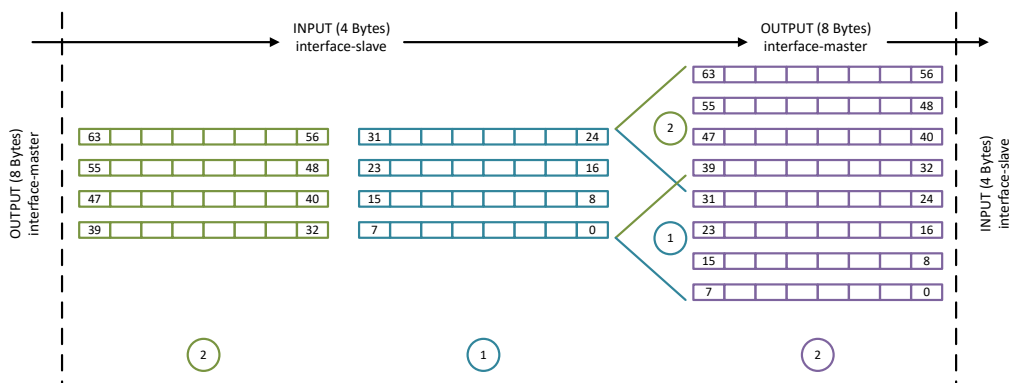 INPUT (4 Bytes)
interface-slave
OUTPUT (8 Bytes)
interface-master
OUTPUT (8 Bytes)
interface-master
63 56
55 48
47 40
39 32
31 24
23 16
15 8
7 0
2
1
63 56
55 48
47 40
39 32
31 24
23 16
15 8
7 0
INPUT (4 Bytes)
interface-slave
2
1
2